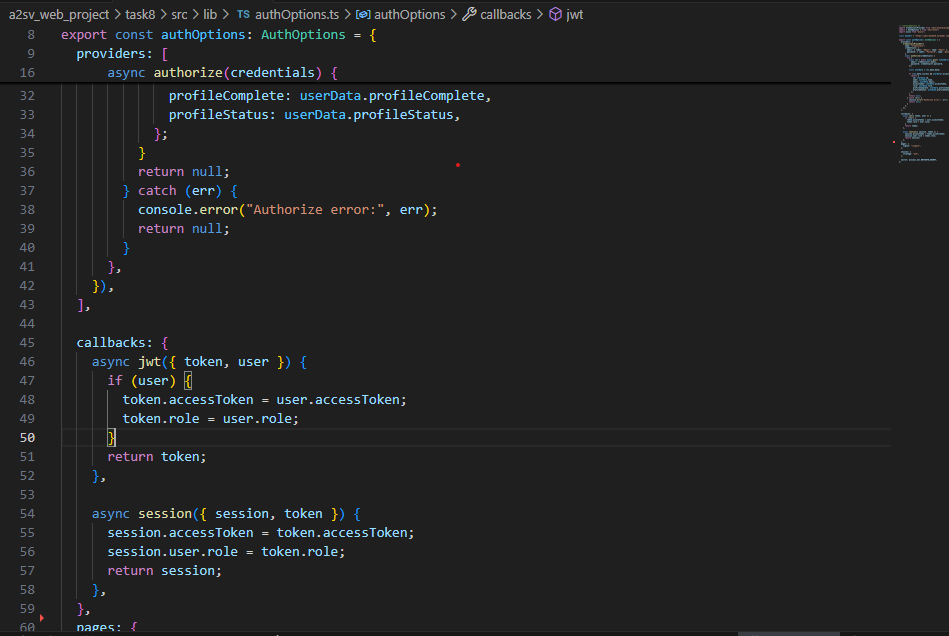 a2sv_web_project > task8 > src > lib > TS authOptions.ts > authOptions > callbacks > jwt
8 export const authOptions: AuthOptions = {
9 providers: [
16 async authorize(credentials) {
32 profileComplete: userData.profileComplete,
33 profileStatus: userData.profileStatus,
34 };
35 }
36 return null;
37 } catch (err) {
38 console.error("Authorize error:", err);
39 return null;
40 }
41 },
42 }),
43 ],
44
45 callbacks: {
46 async jwt({ token, user }) {
47 if (user) {
48 token.accessToken = user.accessToken;
49 token.role = user.role;
50 }
51 return token;
52 },
53
54 async session({ session, token }) {
55 session.accessToken = token.accessToken;
56 session.user.role = token.role;
57 return session;
58 },
59 },
60 pages: {